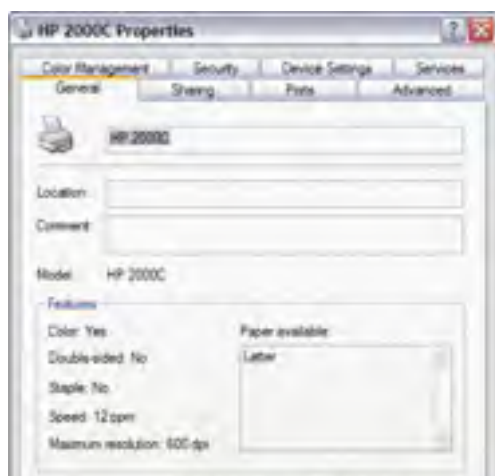 HP 2000C Properties
Color Management Security Device Settings Services
General Sharing Ports Advanced
HP 2000C
Location:
Comment:
Model: HP 2000C
Features
Color: Yes
Paper available:
Double-sided: No
Letter
Staple: No
Speed: 12 ppm
Maximum resolution: 600 dpi